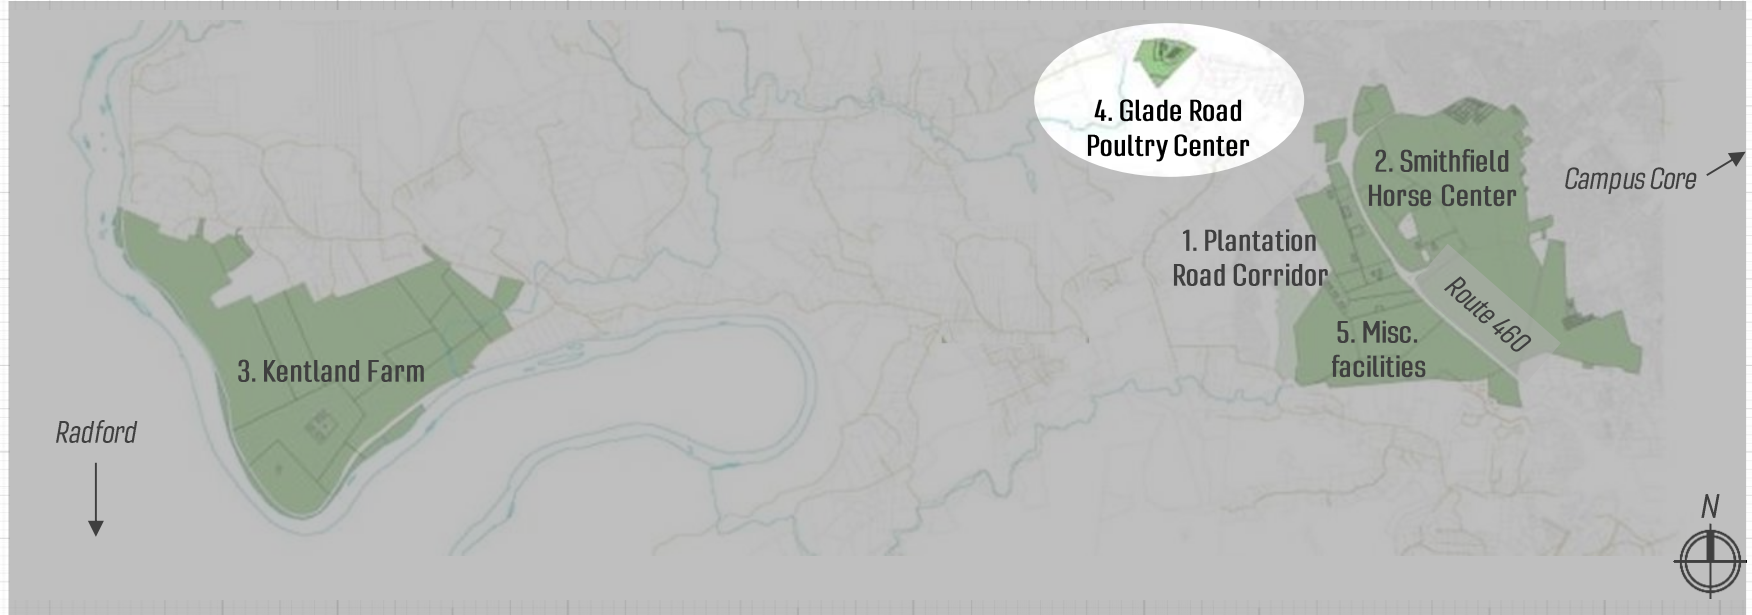 4. Glade Road
Poultry Center
2. Smithfield
Horse Center
Campus Core
1. Plantation
Road Corridor
Route 460
5. Misc.
facilities
3. Kentland Farm
Radford
N